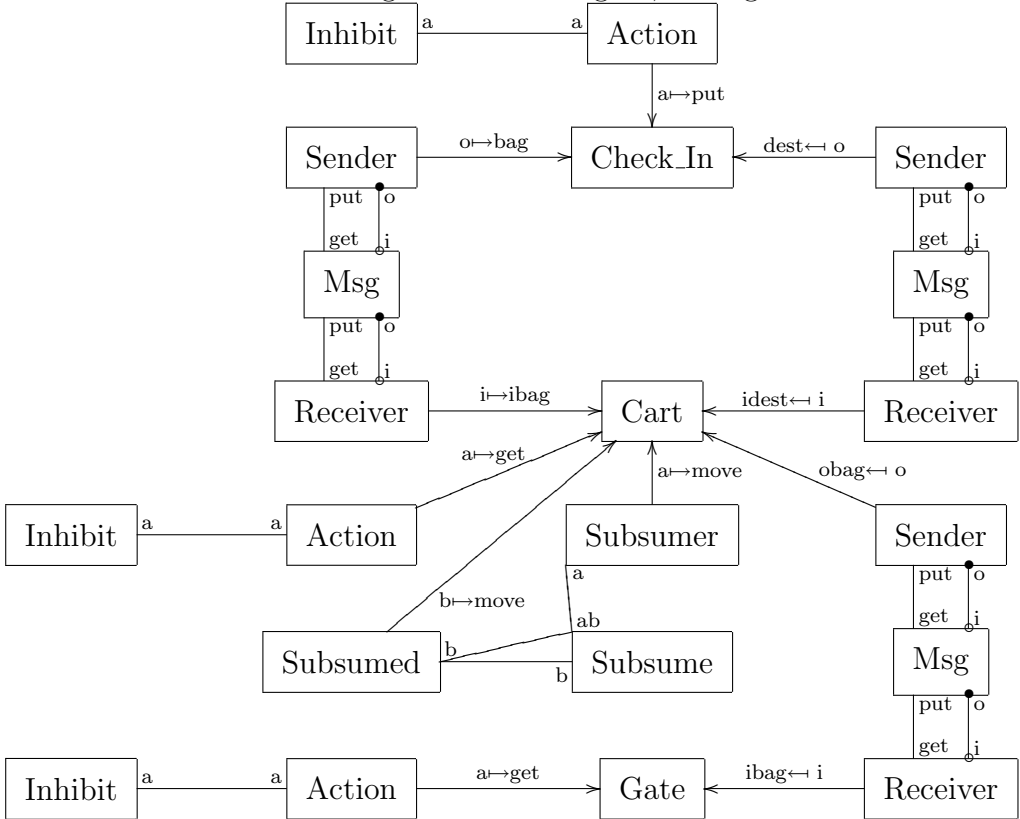 a a
Inhibit Action
a↦put
o↦bag dest↤ o
Sender Check_In Sender
put o put o
get i get i
Msg Msg
put o put o
get i get i
i↦ibag idest↤ i
Receiver Cart Receiver
a↦get a↦move obag↤ o
a a
Inhibit Action Subsumer Sender
a put o
b↦move
ab get i
b
Subsumed Subsume Msg
b
put o
get i
a a a↦get ibag↤ i
Inhibit Action Gate Receiver